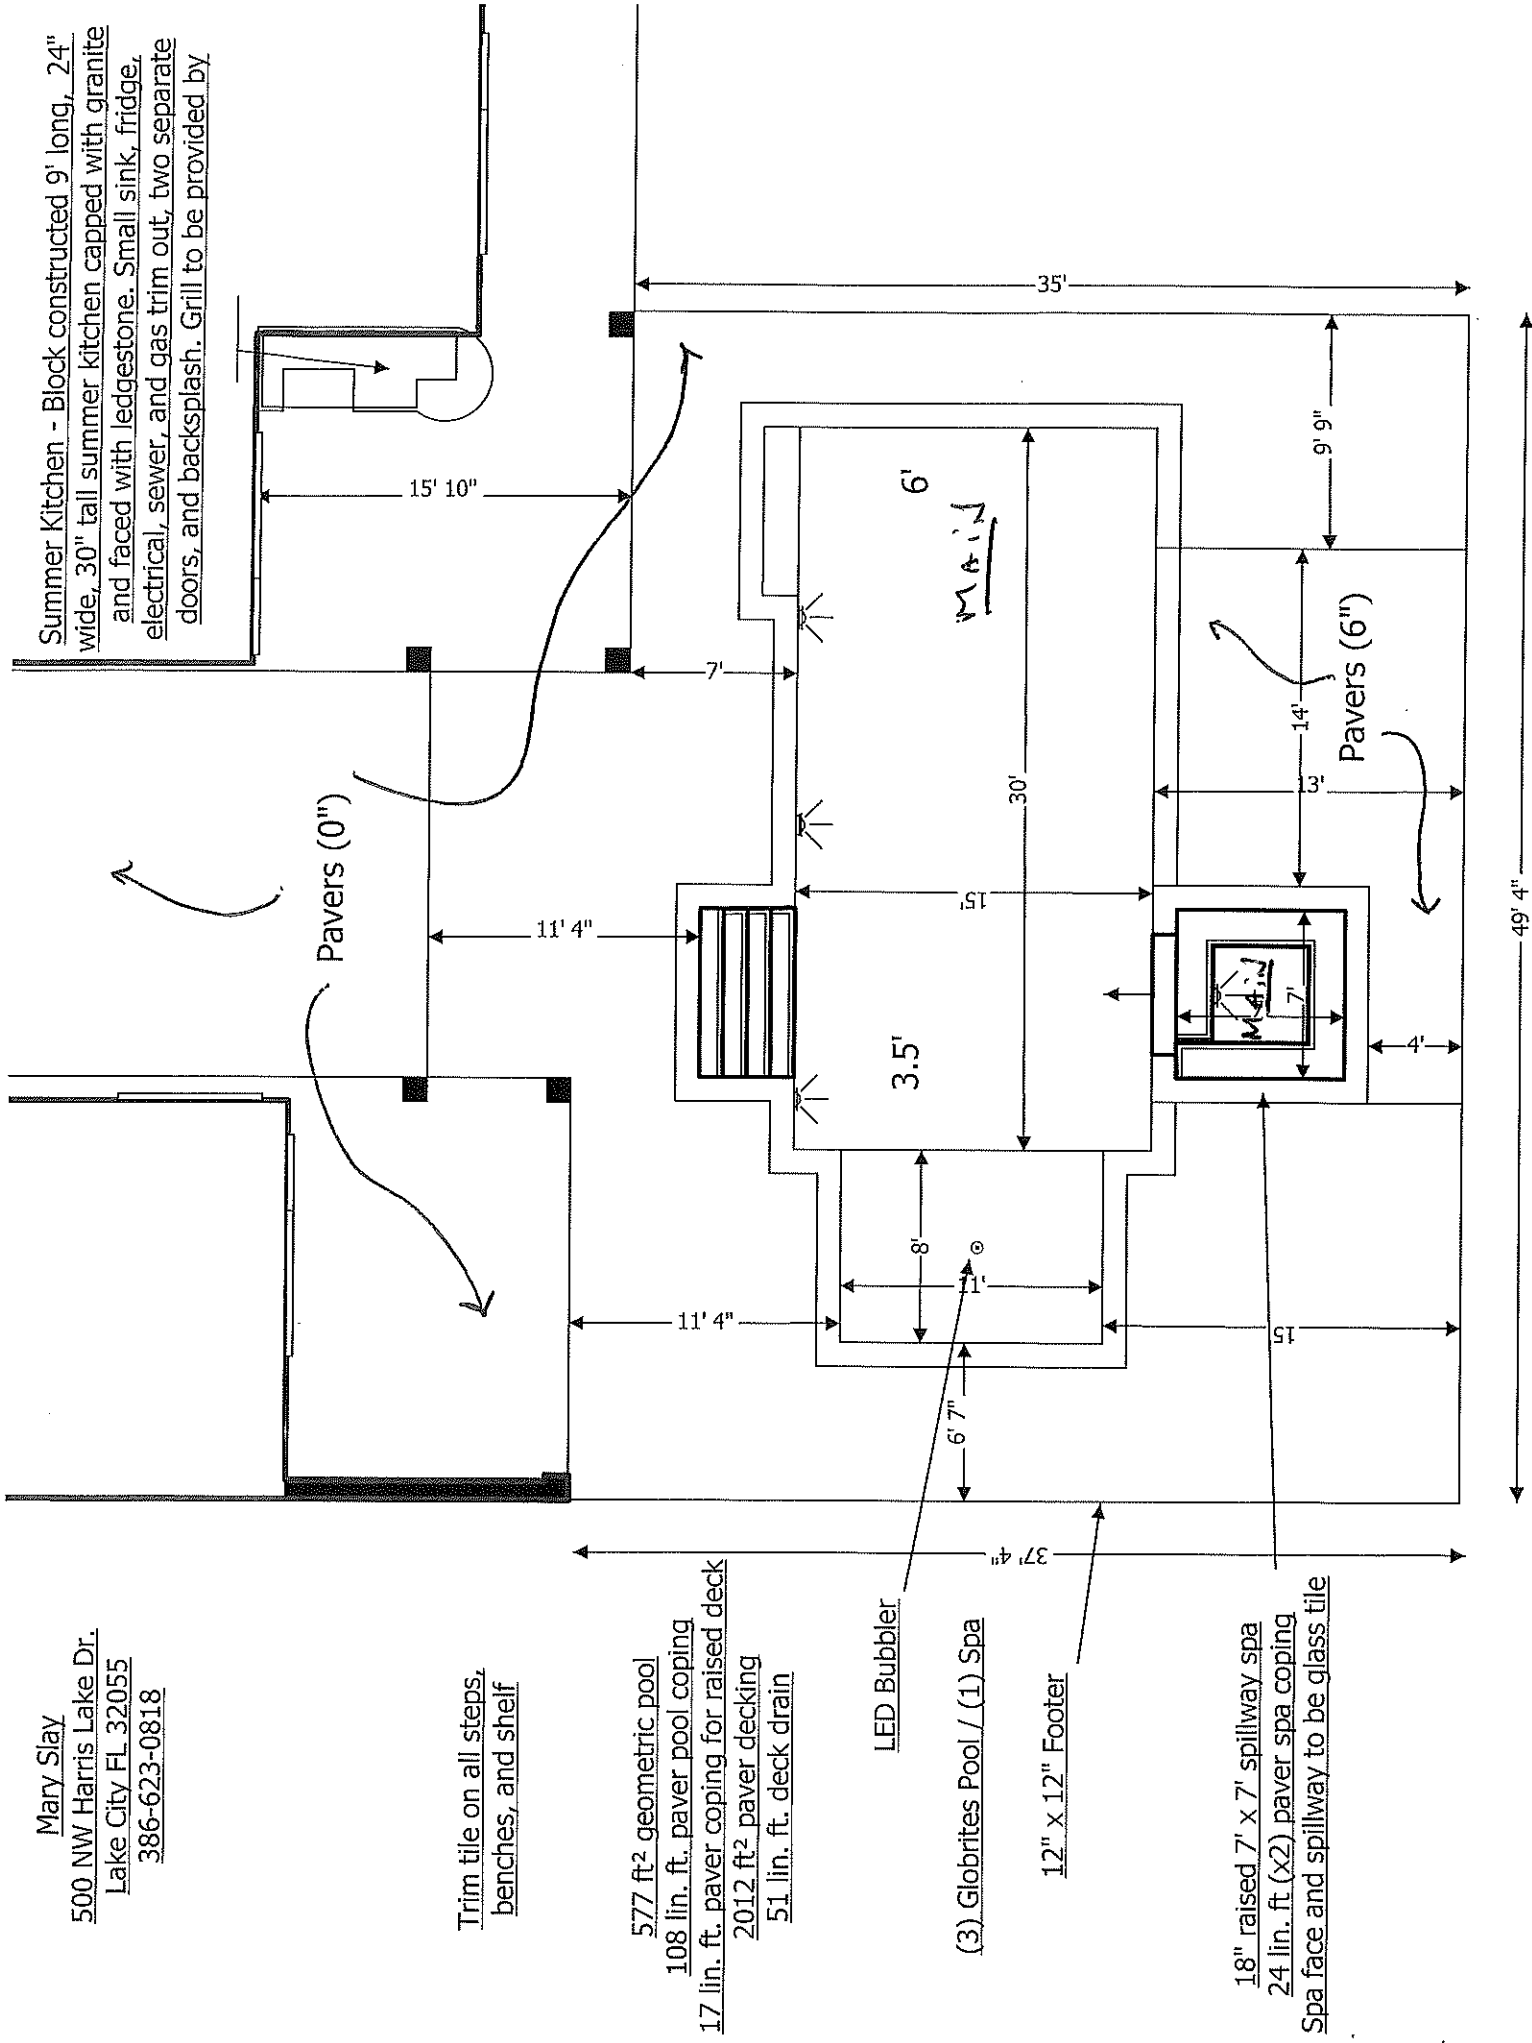 Mary Slay
500 NW Harris Lake Dr.
Lake City FL 32055
386-623-0818
Trim tile on all steps,
benches, and shelf
577 ft² geometric pool
108 lin. ft. paver pool coping
17 lin. ft. paver coping for raised deck
2012 ft² paver decking
51 lin. ft. deck drain
LED Bubbler
(3) Globrites Pool / (1) Spa
12" x 12" Footer
18" raised 7' x 7' spillway spa
24 lin. ft (x2) paver spa coping
Spa face and spillway to be glass tile
Summer Kitchen - Block constructed 9' long, 24"
wide, 30" tall summer kitchen capped with granite
and faced with ledgestone. Small sink, fridge,
electrical, sewer, and gas trim out, two separate
doors, and backsplash. Grill to be provided by
Pavers (0")
15' 10"
11' 4"
7'
35'
11' 4"
6' 7"
8'
11'
3.5'
15'
30'
6'
MAIN
37' 4"
15
MAIN
7'
4'
14'
13'
9' 9"
Pavers (6")
49' 4"